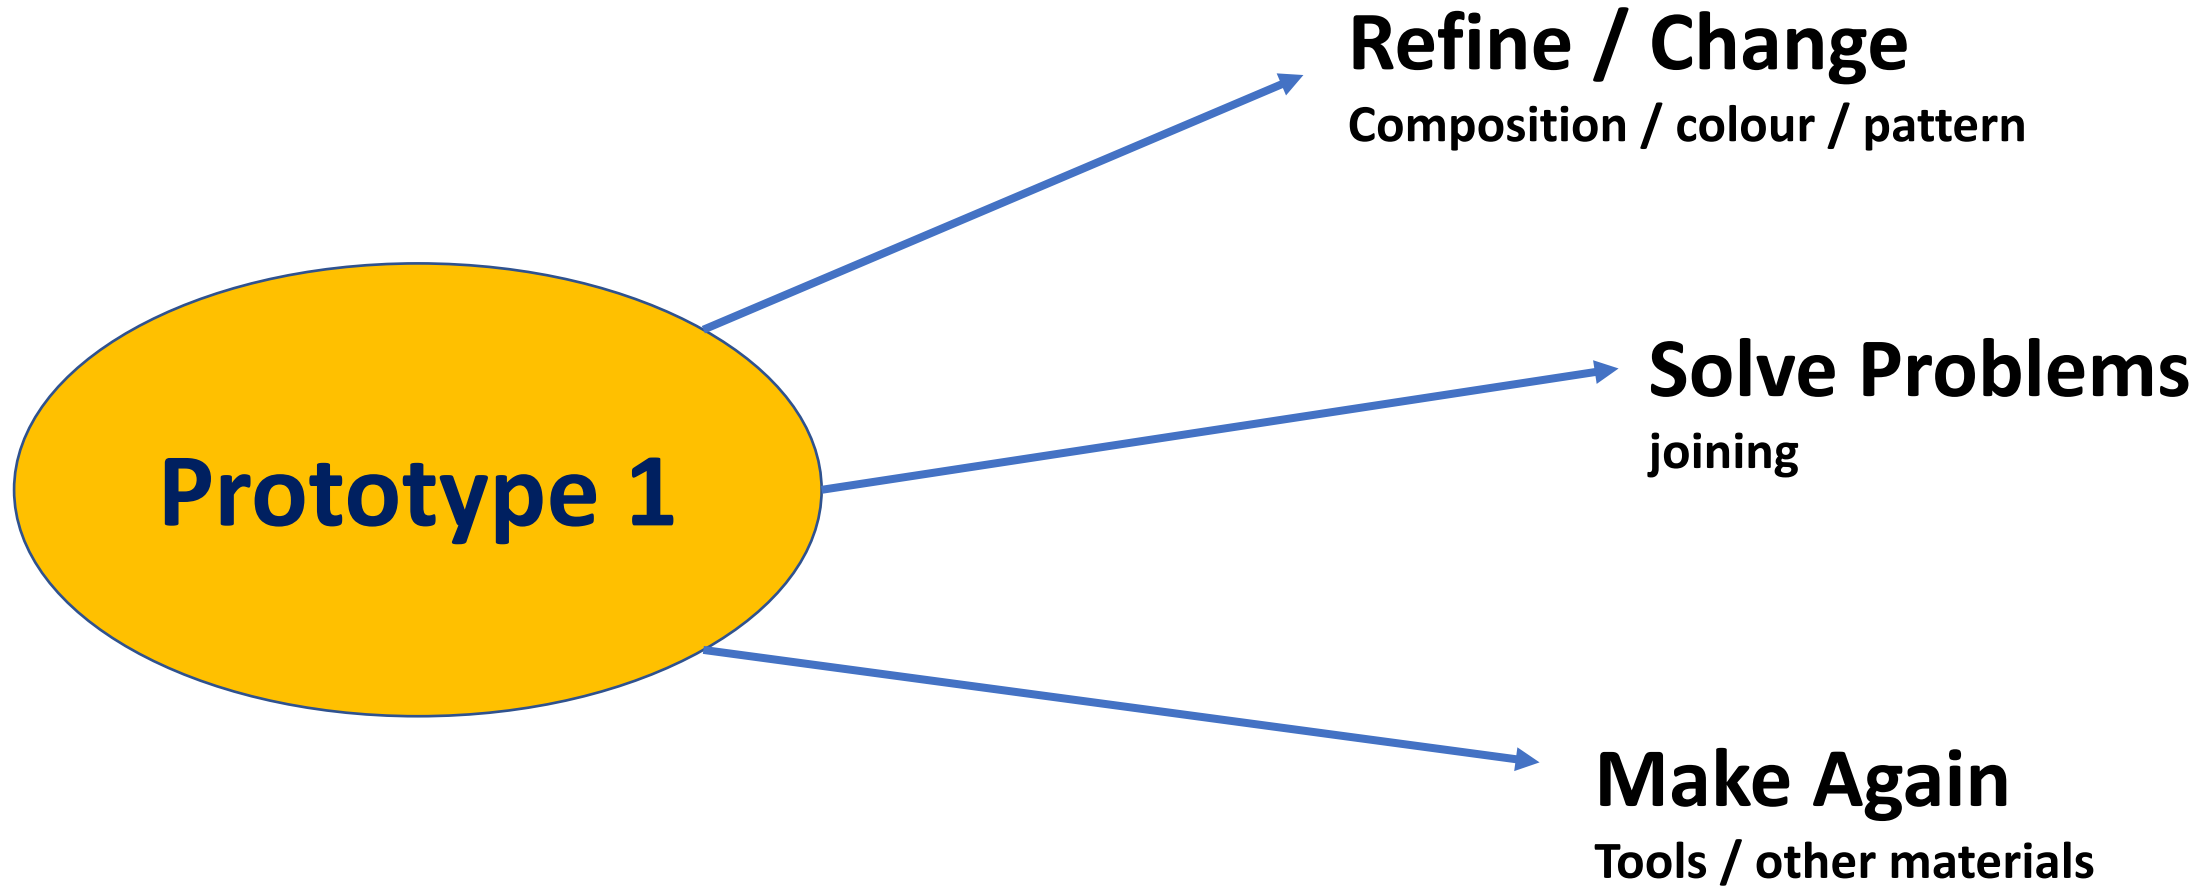 Refine / Change
Composition / colour / pattern
Solve Problems
joining
Prototype 1
Make Again
Tools / other materials